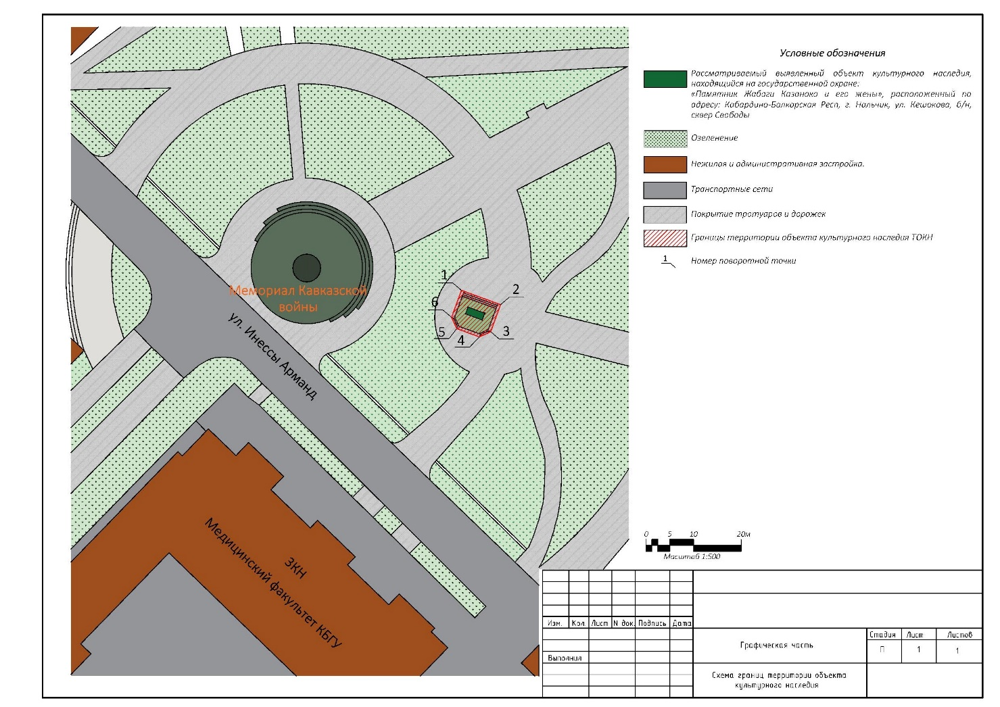 Условные обозначения
Рассматриваемый выявленный объект культурного наследия,
находящийся на государственной охране:
«Памятник Жабаги Казаноко и его жены», расположенный по
адресу: Кабардино-Балкарская Респ, г. Нальчик, ул. Кешокова, б/н,
сквер Свободы
Озеленение
Нежилая и административная застройка.
Транспортные сети
Покрытие тротуаров и дорожек
Границы территории объекта культурного наследия ТОКН
1
Номер поворотной точки
1
2
6
5
4
3
Мемориал Кавказской
войны
ул. Инессы Арманд
3КН
Медицинский факультет КБГУ
0 5 10 20м
Масштаб 1:500
Изм. Кол. Лист N док. Подпись Дата
Выполнил
Графическая часть
Стадия Лист Листов
П 1 1
Схема границ территории объекта
культурного наследия